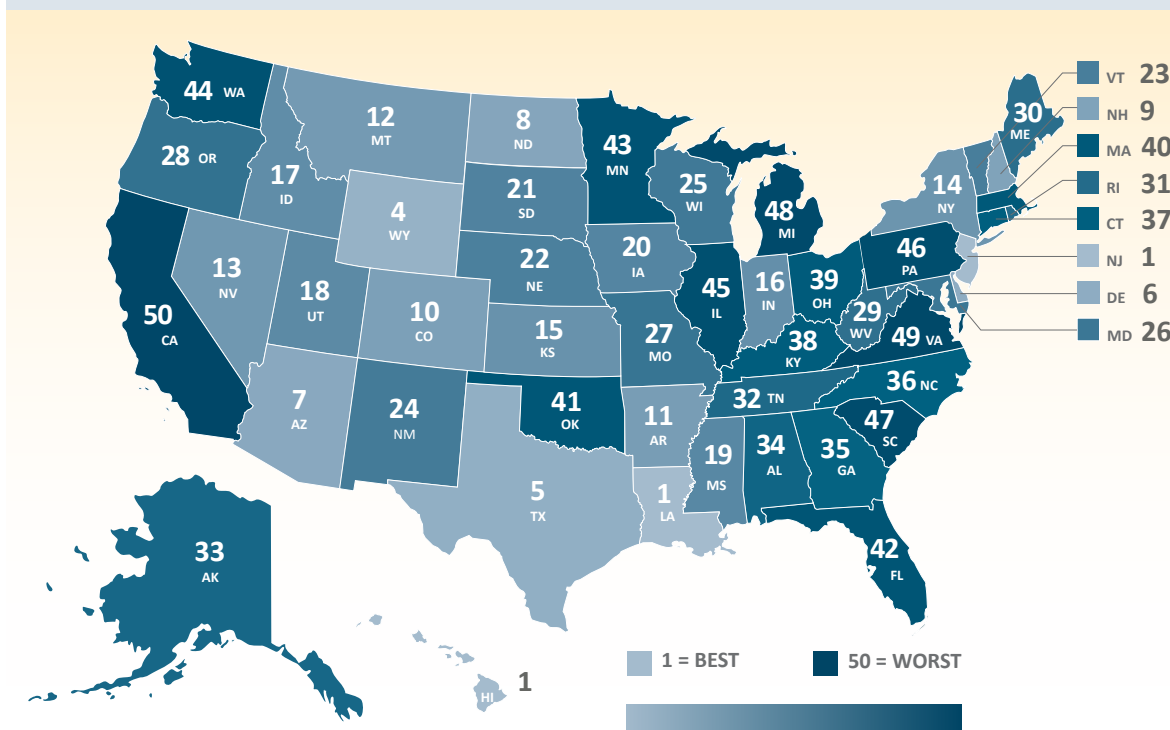 44 WA
28 OR
17
ID
12
MT
8
ND
43
MN
21
SD
25
WI
4
WY
48
MI
14
NY
30
ME
VT 23
NH 9
MA 40
RI 31
CT 37
NJ 1
DE 6
MD 26
13
NV
18
UT
22
NE
20
IA
45
IL
16
IN
39
OH
46
PA
50
CA
10
CO
15
KS
27
MO
38
KY
29
WV
49 VA
7
AZ
24
NM
41
OK
11
AR
32 TN
36 NC
47
SC
5
TX
1
LA
19
MS
34
AL
35
GA
42
FL
33
AK
HI
1
1 = BEST
50 = WORST